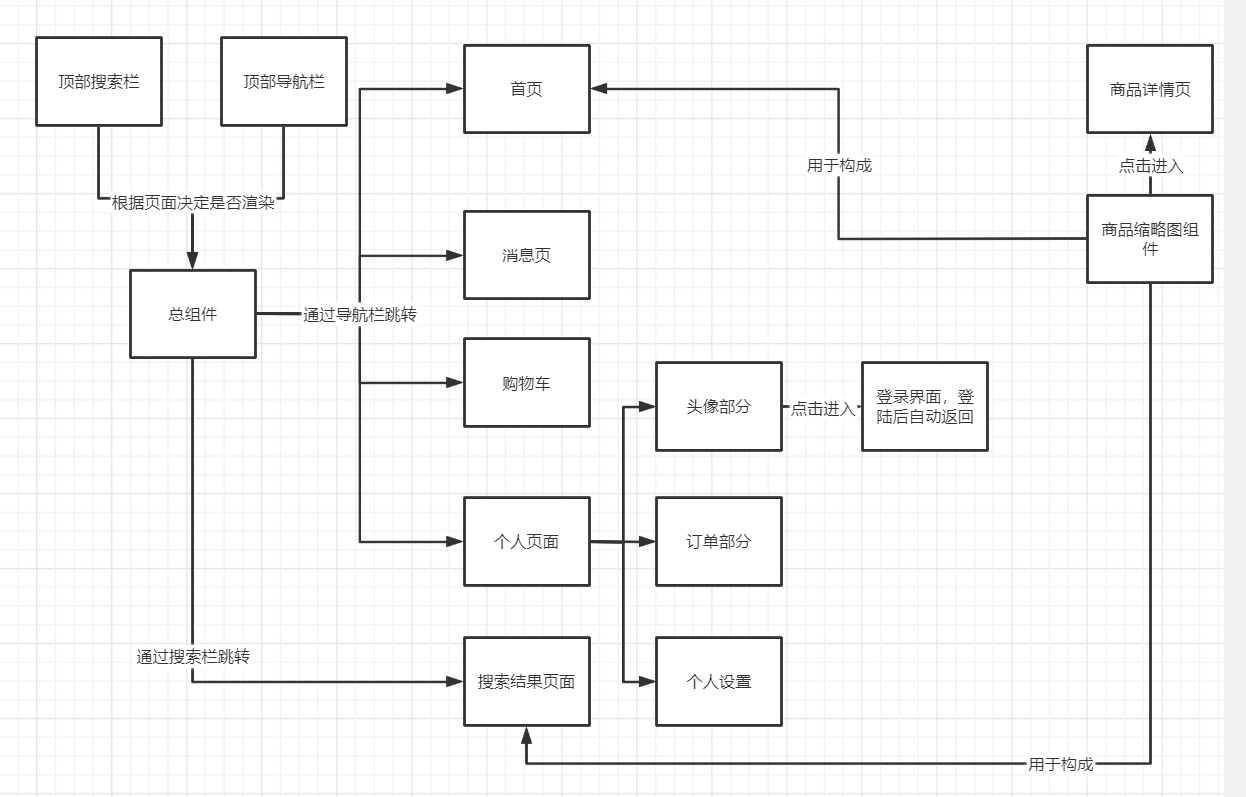 顶部搜索栏
顶部导航栏
首页
商品详情页
用于构成
点击进入
根据页面决定是否渲染
商品缩略图组
件
消息页
总组件
通过导航栏跳转
购物车
头像部分
点击进入
登录界面，登
陆后自动返回
个人页面
订单部分
通过搜索栏跳转
搜索结果页面
个人设置
用于构成